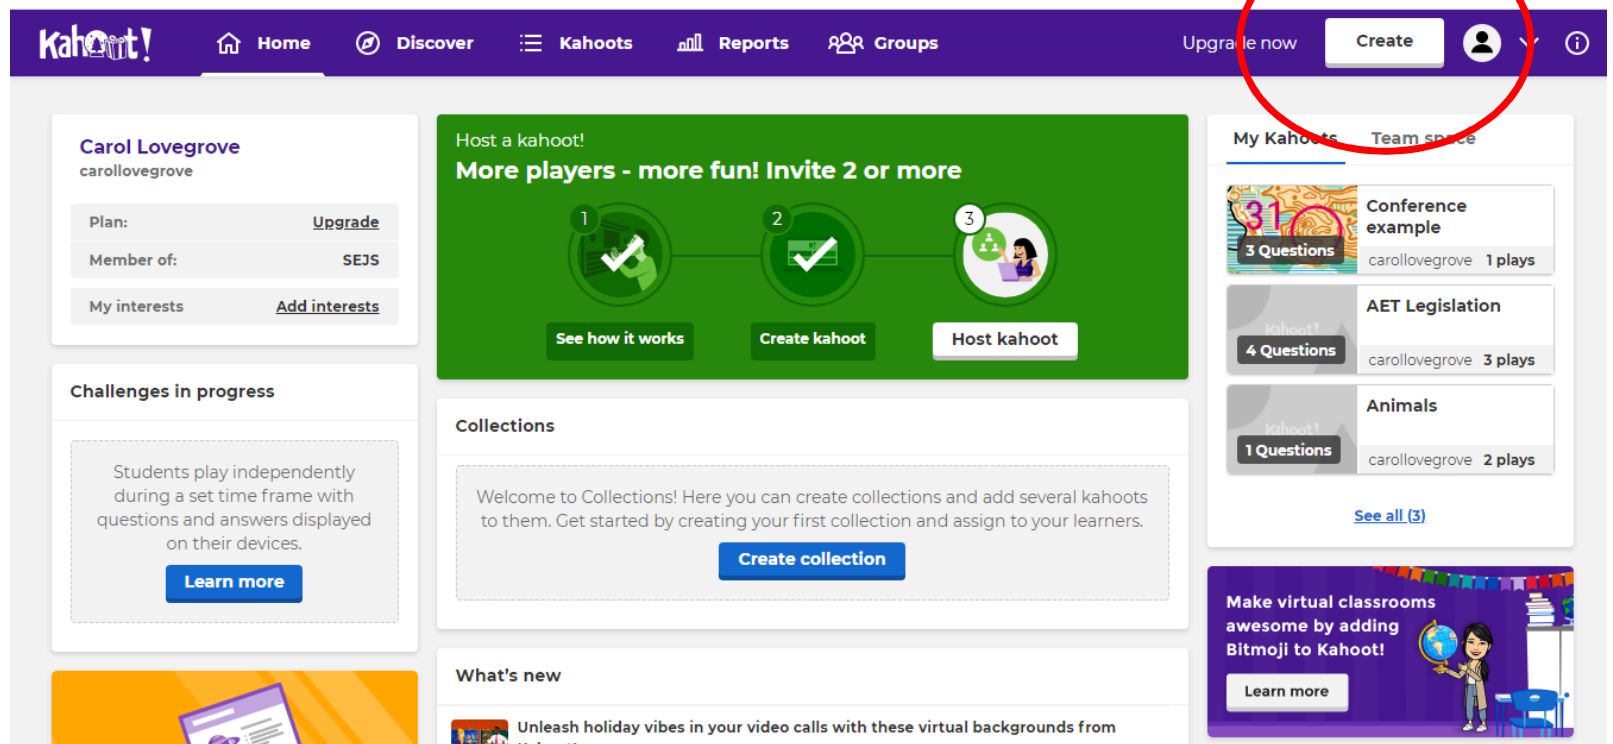 Kahoot!
Home
Discover
Kahoots
Reports
Groups
Upgrade now
Create
Carol Lovegrove
carollovegrove
Plan: Upgrade
Member of: SEJS
My interests Add interests
Challenges in progress
Students play independently
during a set time frame with
questions and answers displayed
on their devices.
Learn more
Host a kahoot!
More players - more fun! Invite 2 or more
1
2
3
See how it works
Create kahoot
Host kahoot
Collections
Welcome to Collections! Here you can create collections and add several kahoots
to them. Get started by creating your first collection and assign to your learners.
Create collection
What's new
Unleash holiday vibes in your video calls with these virtual backgrounds from
My Kahoots
Team space
31
3 Questions
Conference
example
carollovegrove 1 plays
Kahoot!
4 Questions
AET Legislation
carollovegrove 3 plays
Kahoot!
1 Questions
Animals
carollovegrove 2 plays
See all (3)
Make virtual classrooms
awesome by adding
Bitmoji to Kahoot!
Learn more